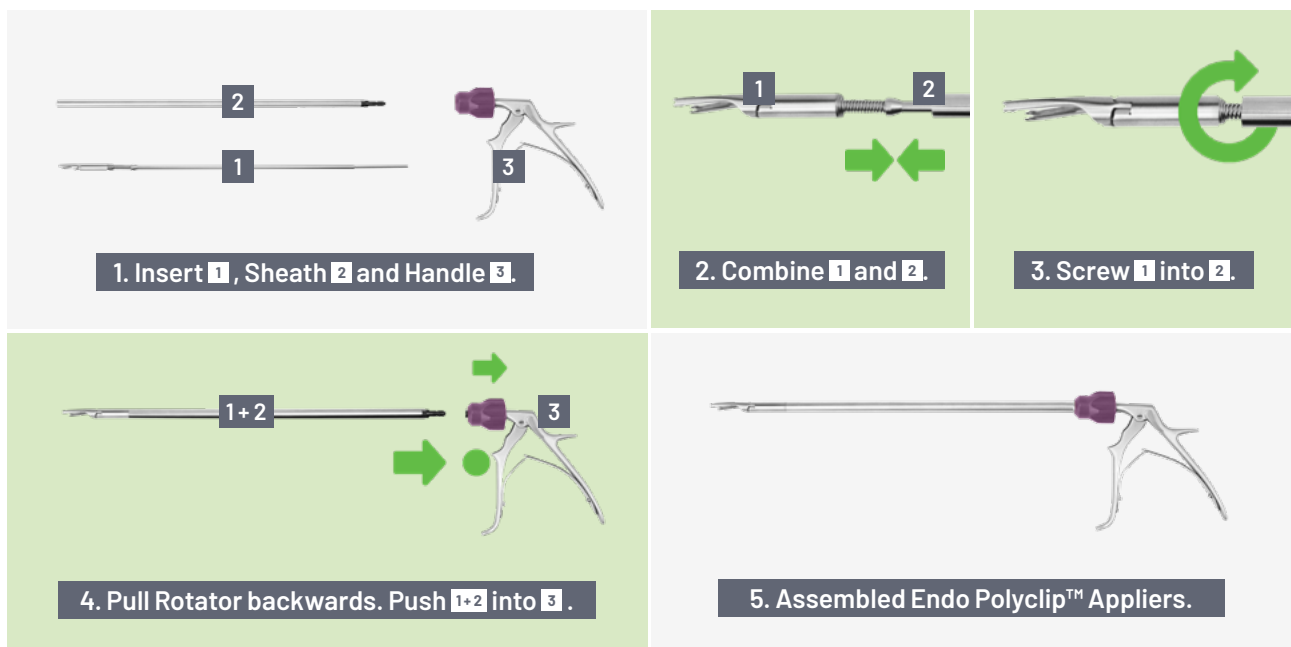 2
1
3
1. Insert 1, Sheath 2 and Handle 3.
1
2
2. Combine 1 and 2.
3. Screw 1 into 2.
1+2
3
4. Pull Rotator backwards. Push 1+2 into 3.
5. Assembled Endo Polyclip™ Appliers.